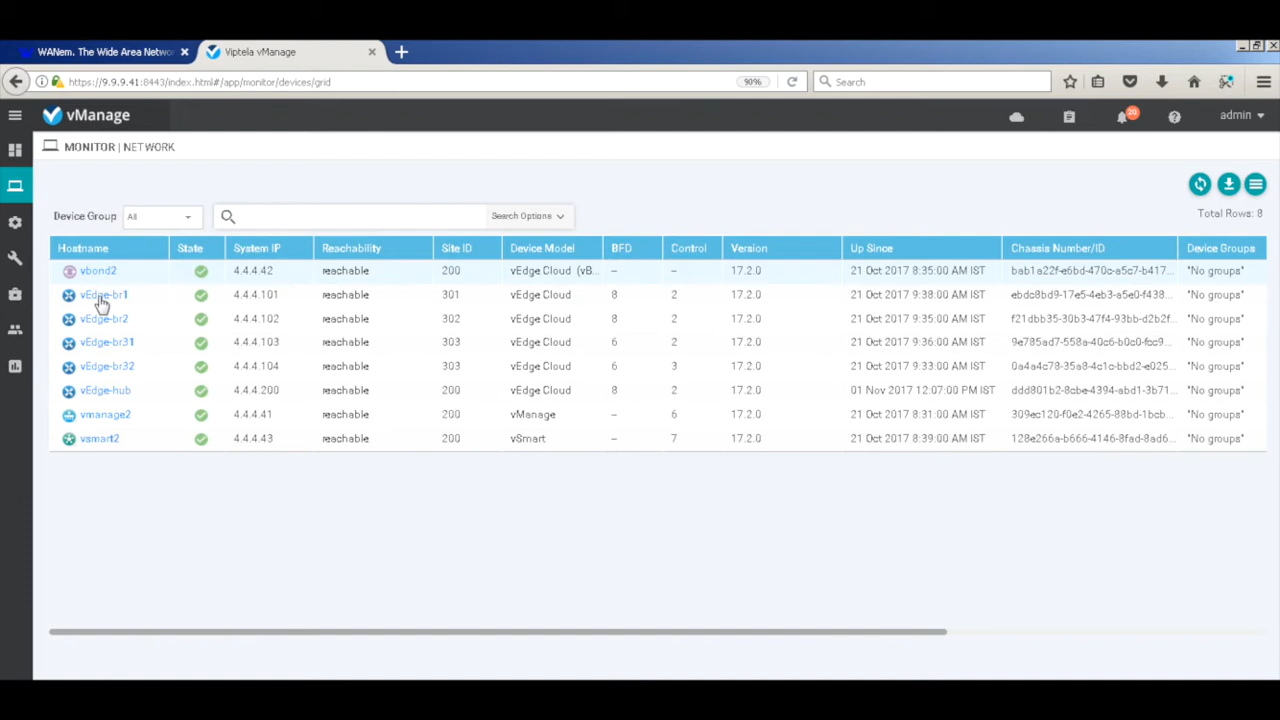 WANem. The Wide Area Netwo
Viptela vManage
https://9.9.9.41:8443/index.html#/app/monitor/devices/grid
90%
Search
vManage
20
admin
MONITOR | NETWORK
Device Group
All
Search Options
Total Rows: 8
Hostname State System IP Reachability Site ID Device Model BFD Control Version Up Since Chassis Number/ID Device Groups
vbond2 4.4.4.42 reachable 200 vEdge Cloud (vB... – – 17.2.0 21 Oct 2017 8:35:00 AM IST bab1a22f-e6bd-470c-a5c7-b417... "No groups"
vEdge-br1 4.4.4.101 reachable 301 vEdge Cloud 8 2 17.2.0 21 Oct 2017 9:38:00 AM IST ebdc8bd9-17e5-4eb3-a5e0-f438... "No groups"
vEdge-br2 4.4.4.102 reachable 302 vEdge Cloud 8 2 17.2.0 21 Oct 2017 9:35:00 AM IST f21dbb35-30b3-47f4-93bb-d2b2f... "No groups"
vEdge-br31 4.4.4.103 reachable 303 vEdge Cloud 6 2 17.2.0 21 Oct 2017 9:36:00 AM IST 9e785ad7-558a-40c6-b0c0-fcc9... "No groups"
vEdge-br32 4.4.4.104 reachable 303 vEdge Cloud 6 3 17.2.0 21 Oct 2017 9:33:00 AM IST 0a4a4c78-35a8-4c1c-bbd2-e025... "No groups"
vEdge-hub 4.4.4.200 reachable 200 vEdge Cloud 8 2 17.2.0 01 Nov 2017 12:07:00 PM IST ddd801b2-8cbe-4394-abd1-3b71... "No groups"
vmanage2 4.4.4.41 reachable 200 vManage – 6 17.2.0 21 Oct 2017 8:31:00 AM IST 309ec120-f0e2-4265-88bd-1bcb... "No groups"
vsmart2 4.4.4.43 reachable 200 vSmart – 7 17.2.0 21 Oct 2017 8:39:00 AM IST 128e266a-b666-4146-8fad-8ad6... "No groups"